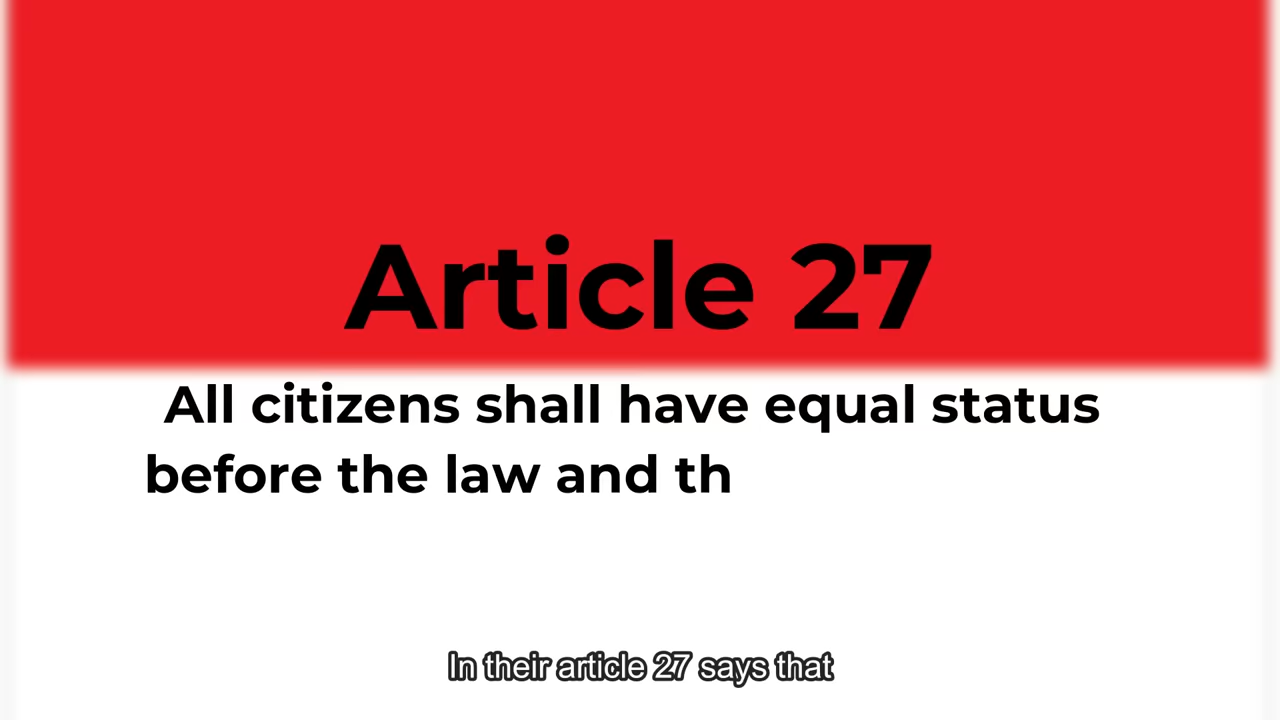 Article 27
All citizens shall have equal status
before the law and th
In their article 27 says that